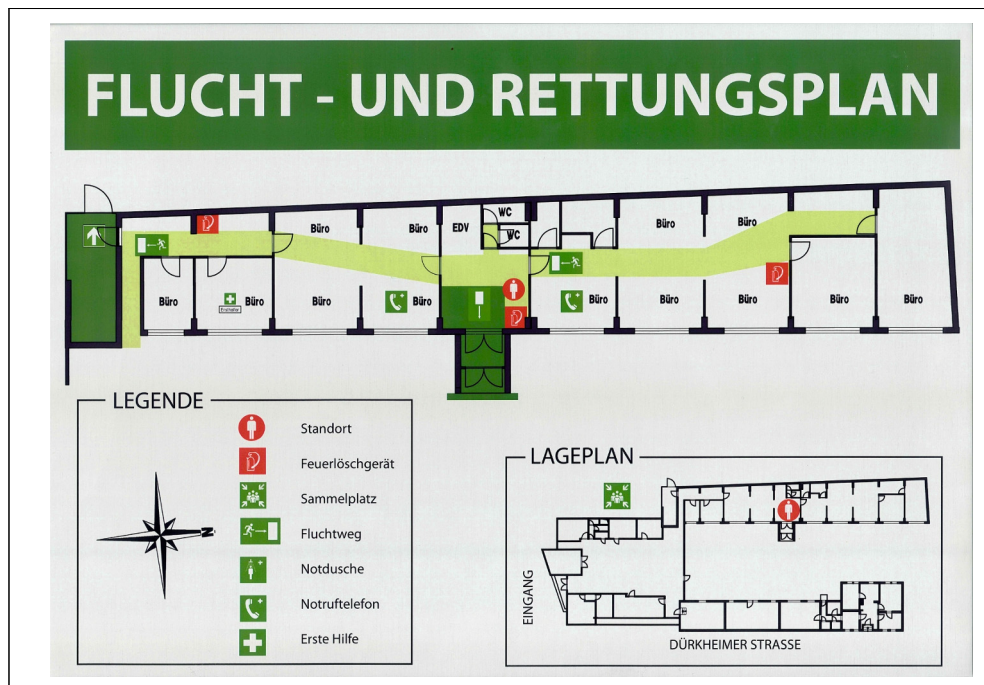 FLUCHT - UND RETTUNGSPLAN
WC
Büro Büro EDV WC Büro Büro
Büro Büro Büro Büro Büro Büro Büro Büro Büro
LEGENDE
Standort
Feuerlöschgerät
Sammelplatz
Fluchtweg
Notdusche
Notruftelefon
Erste Hilfe
N
LAGEPLAN
EINGANG
DÜRKHEIMER STRASSE